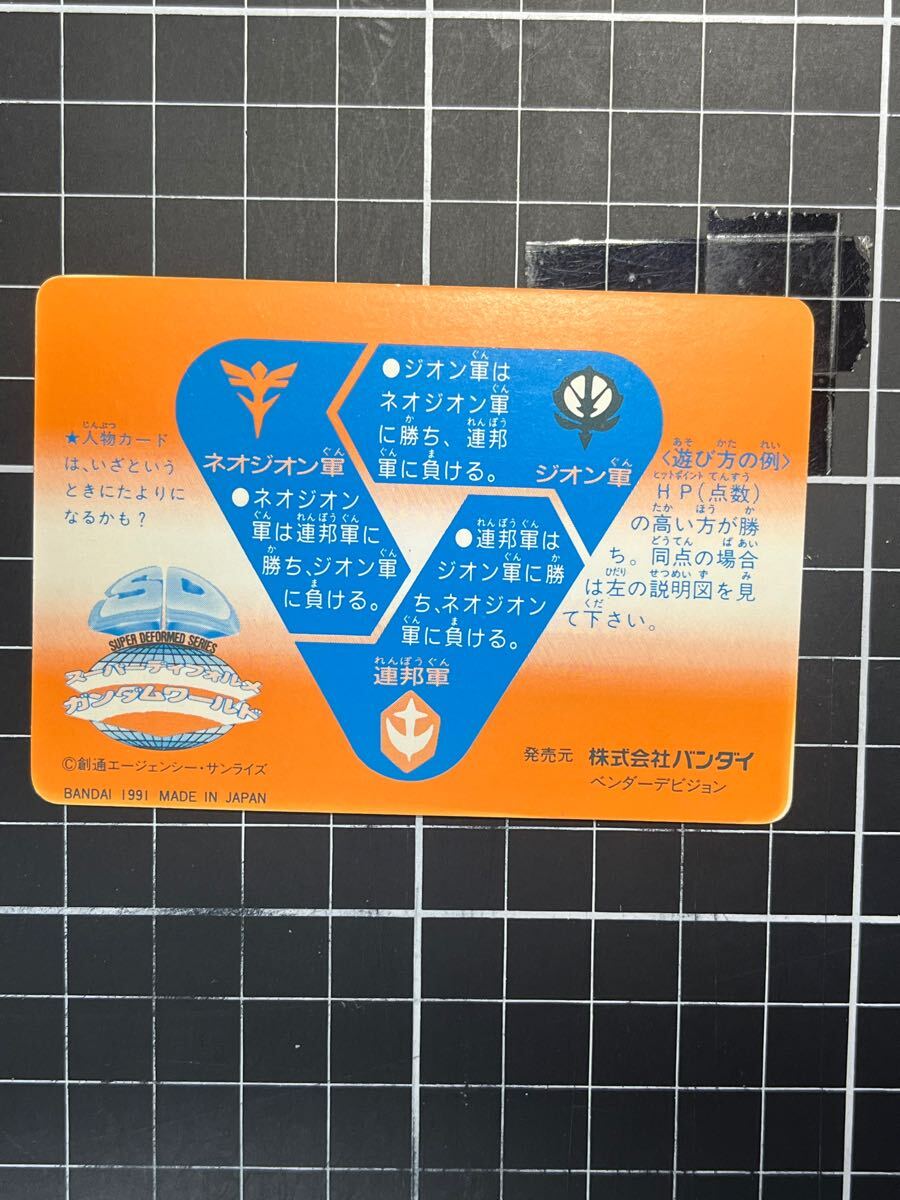 ★人物カード
は、いざという
ときにたよりに
なるかも？
ネオジオン軍
●ネオジオン
軍は連邦軍に
勝ち、ジオン軍
に負ける。
●ジオン軍は
ネオジオン軍
に勝ち、連邦
軍に負ける。
ジオン軍
●連邦軍は
ジオン軍に勝
ち、ネオジオン
軍に負ける。
連邦軍
〈遊び方の例〉
HP(点数)
の高い方が勝
ち。同点の場合
は左の説明図を見
て下さい。
SD
SUPER DEFORMED SERIES
スーパーディフォルメ
ガンダムワールド
©創通エージェンシー・サンライズ
BANDAI 1991 MADE IN JAPAN
発売元 株式会社バンダイ
ベンダーデビジョン